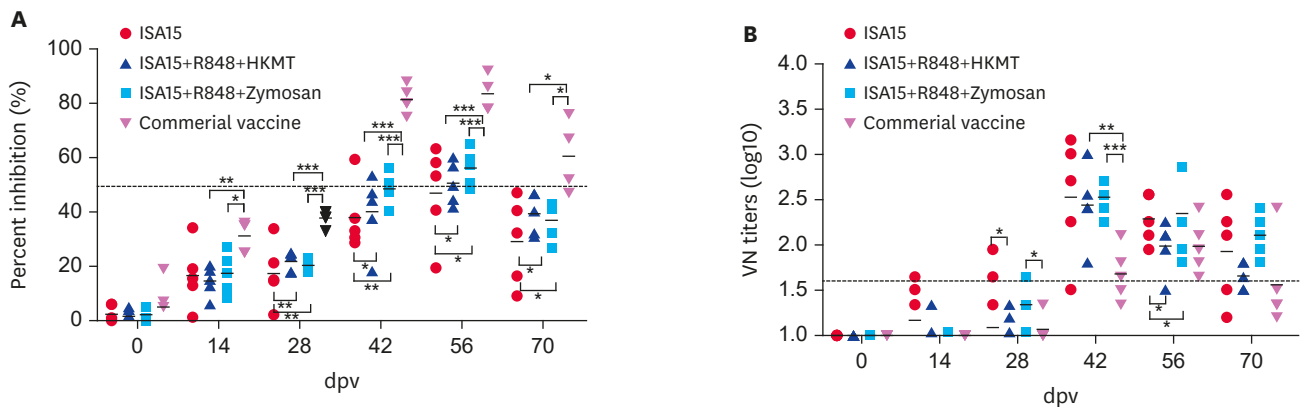 A
ISA15
ISA15+R848+HKMT
ISA15+R848+Zymosan
Commerial vaccine
Percent inhibition (%)
100
80
60
40
20
0
** * *** *** *** *** *** *** * *
** ** * ** * * * *
0 14 28 42 56 70
dpv
B
ISA15
ISA15+R848+HKMT
ISA15+R848+Zymosan
Commerial vaccine
VN titers (log10)
4.0
3.5
3.0
2.5
2.0
1.5
1.0
* * ** ***
* *
0 14 28 42 56 70
dpv